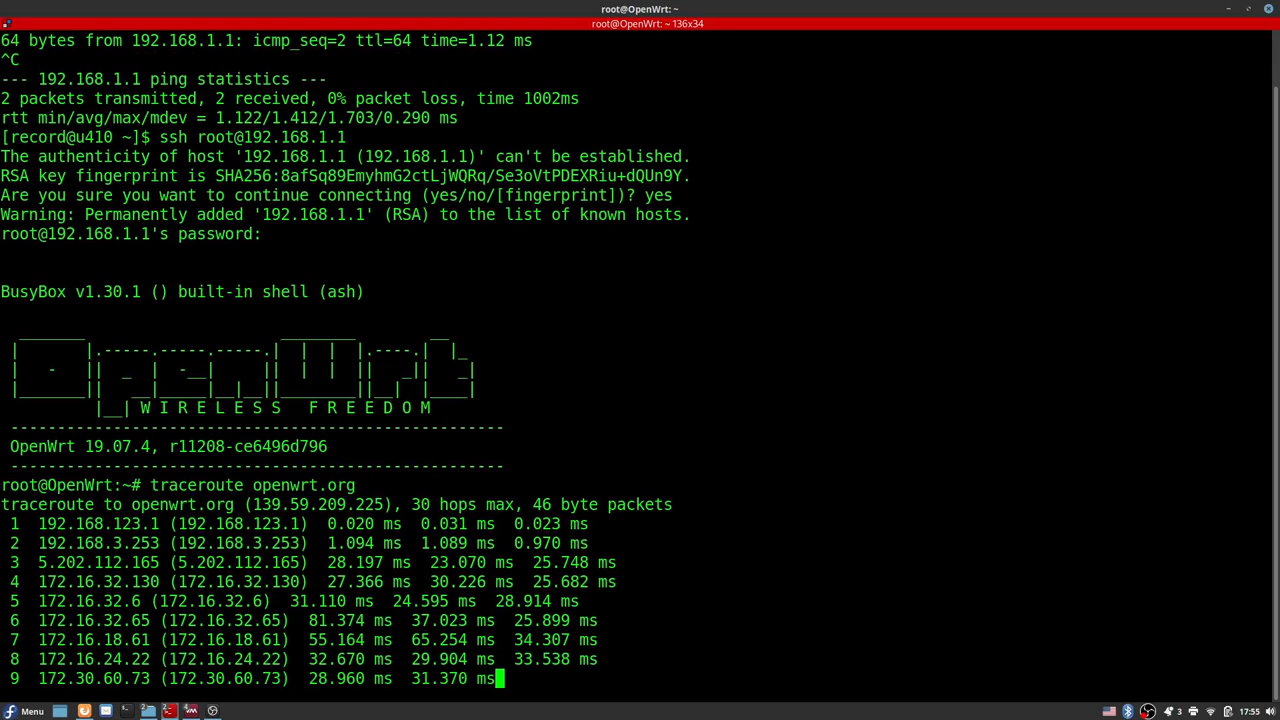 root@OpenWrt: ~
root@OpenWrt: ~ 136x34
64 bytes from 192.168.1.1: icmp_seq=2 ttl=64 time=1.12 ms
^C
--- 192.168.1.1 ping statistics ---
2 packets transmitted, 2 received, 0% packet loss, time 1002ms
rtt min/avg/max/mdev = 1.122/1.412/1.703/0.290 ms
[record@u410 ~]$ ssh root@192.168.1.1
The authenticity of host '192.168.1.1 (192.168.1.1)' can't be established.
RSA key fingerprint is SHA256:8afSq89EmyhmG2ctLjWQRq/Se3oVtPDEXRiu+dQUn9Y.
Are you sure you want to continue connecting (yes/no/[fingerprint])? yes
Warning: Permanently added '192.168.1.1' (RSA) to the list of known hosts.
root@192.168.1.1's password:
BusyBox v1.30.1 () built-in shell (ash)
OpenWrt
W I R E L E S S   F R E E D O M
-----------------------------------------------------
OpenWrt 19.07.4, r11208-ce6496d796
-----------------------------------------------------
root@OpenWrt:~# traceroute openwrt.org
traceroute to openwrt.org (139.59.209.225), 30 hops max, 46 byte packets
1  192.168.123.1 (192.168.123.1)  0.020 ms  0.031 ms  0.023 ms
2  192.168.3.253 (192.168.3.253)  1.094 ms  1.089 ms  0.970 ms
3  5.202.112.165 (5.202.112.165)  28.197 ms  23.070 ms  25.748 ms
4  172.16.32.130 (172.16.32.130)  27.366 ms  30.226 ms  25.682 ms
5  172.16.32.6 (172.16.32.6)  31.110 ms  24.595 ms  28.914 ms
6  172.16.32.65 (172.16.32.65)  81.374 ms  37.023 ms  25.899 ms
7  172.16.18.61 (172.16.18.61)  55.164 ms  65.254 ms  34.307 ms
8  172.16.24.22 (172.16.24.22)  32.670 ms  29.904 ms  33.538 ms
9  172.30.60.73 (172.30.60.73)  28.960 ms  31.370 ms
Menu 3 17:55